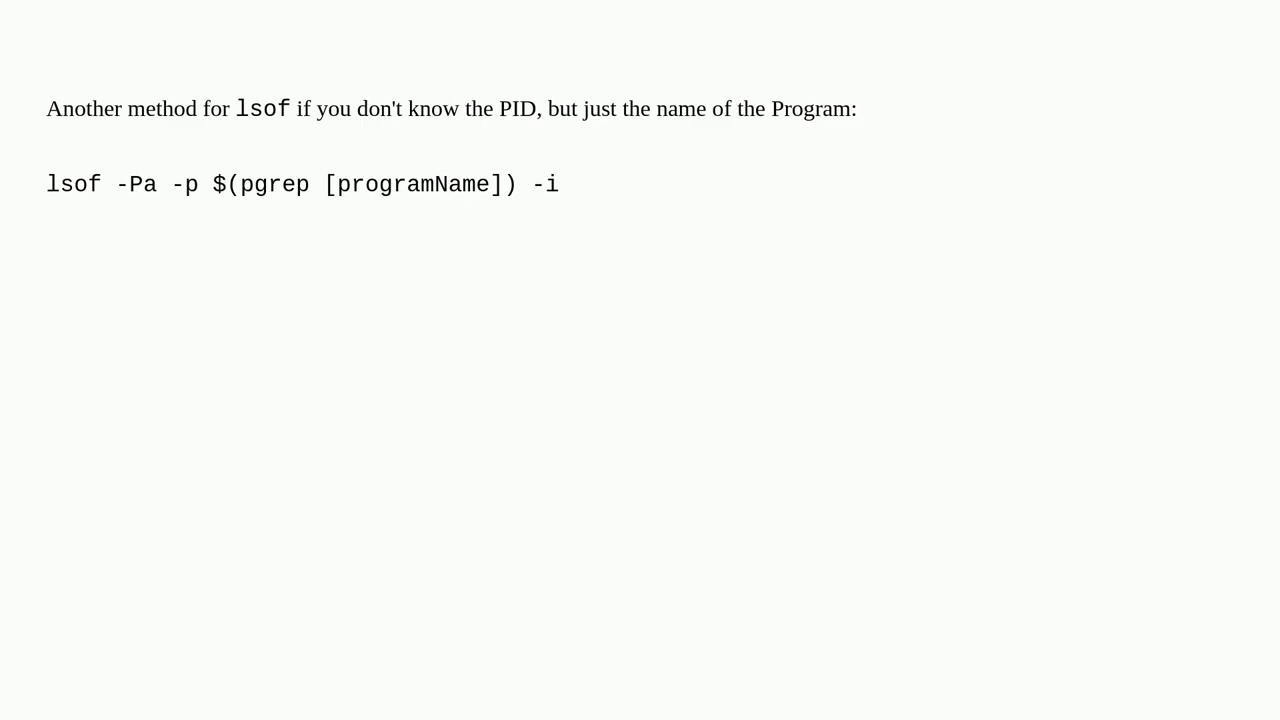 Another method for lsof if you don't know the PID, but just the name of the Program:
lsof -Pa -p $(pgrep [programName]) -i